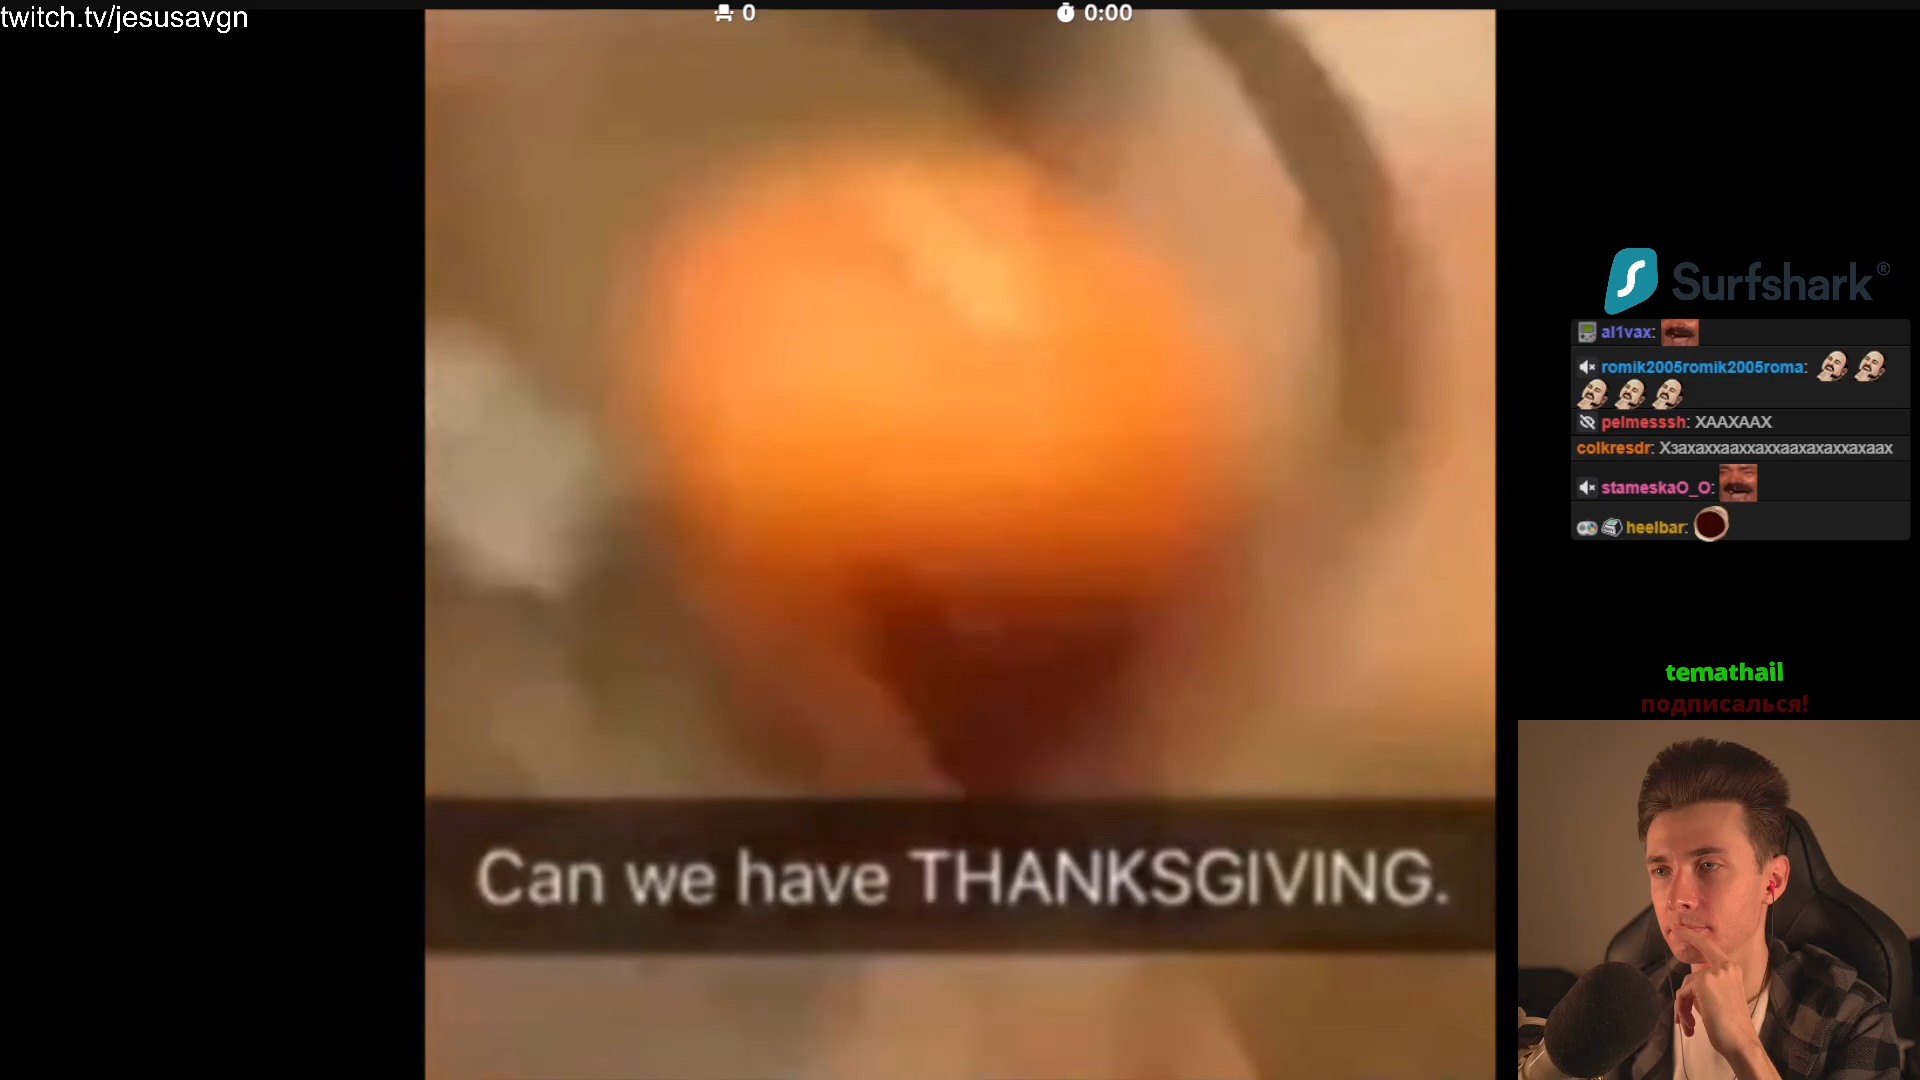 twitch.tv/jesusavgn
0
0:00
Surfshark®
al1vax:
romik2005romik2005roma:
pelmesssh: XAAXAAX
colkresdr: Хзахаххааххаххаахахаххахаах
stameskaO_O:
heelbar:
temathail
подписалься!
Can we have THANKSGIVING.